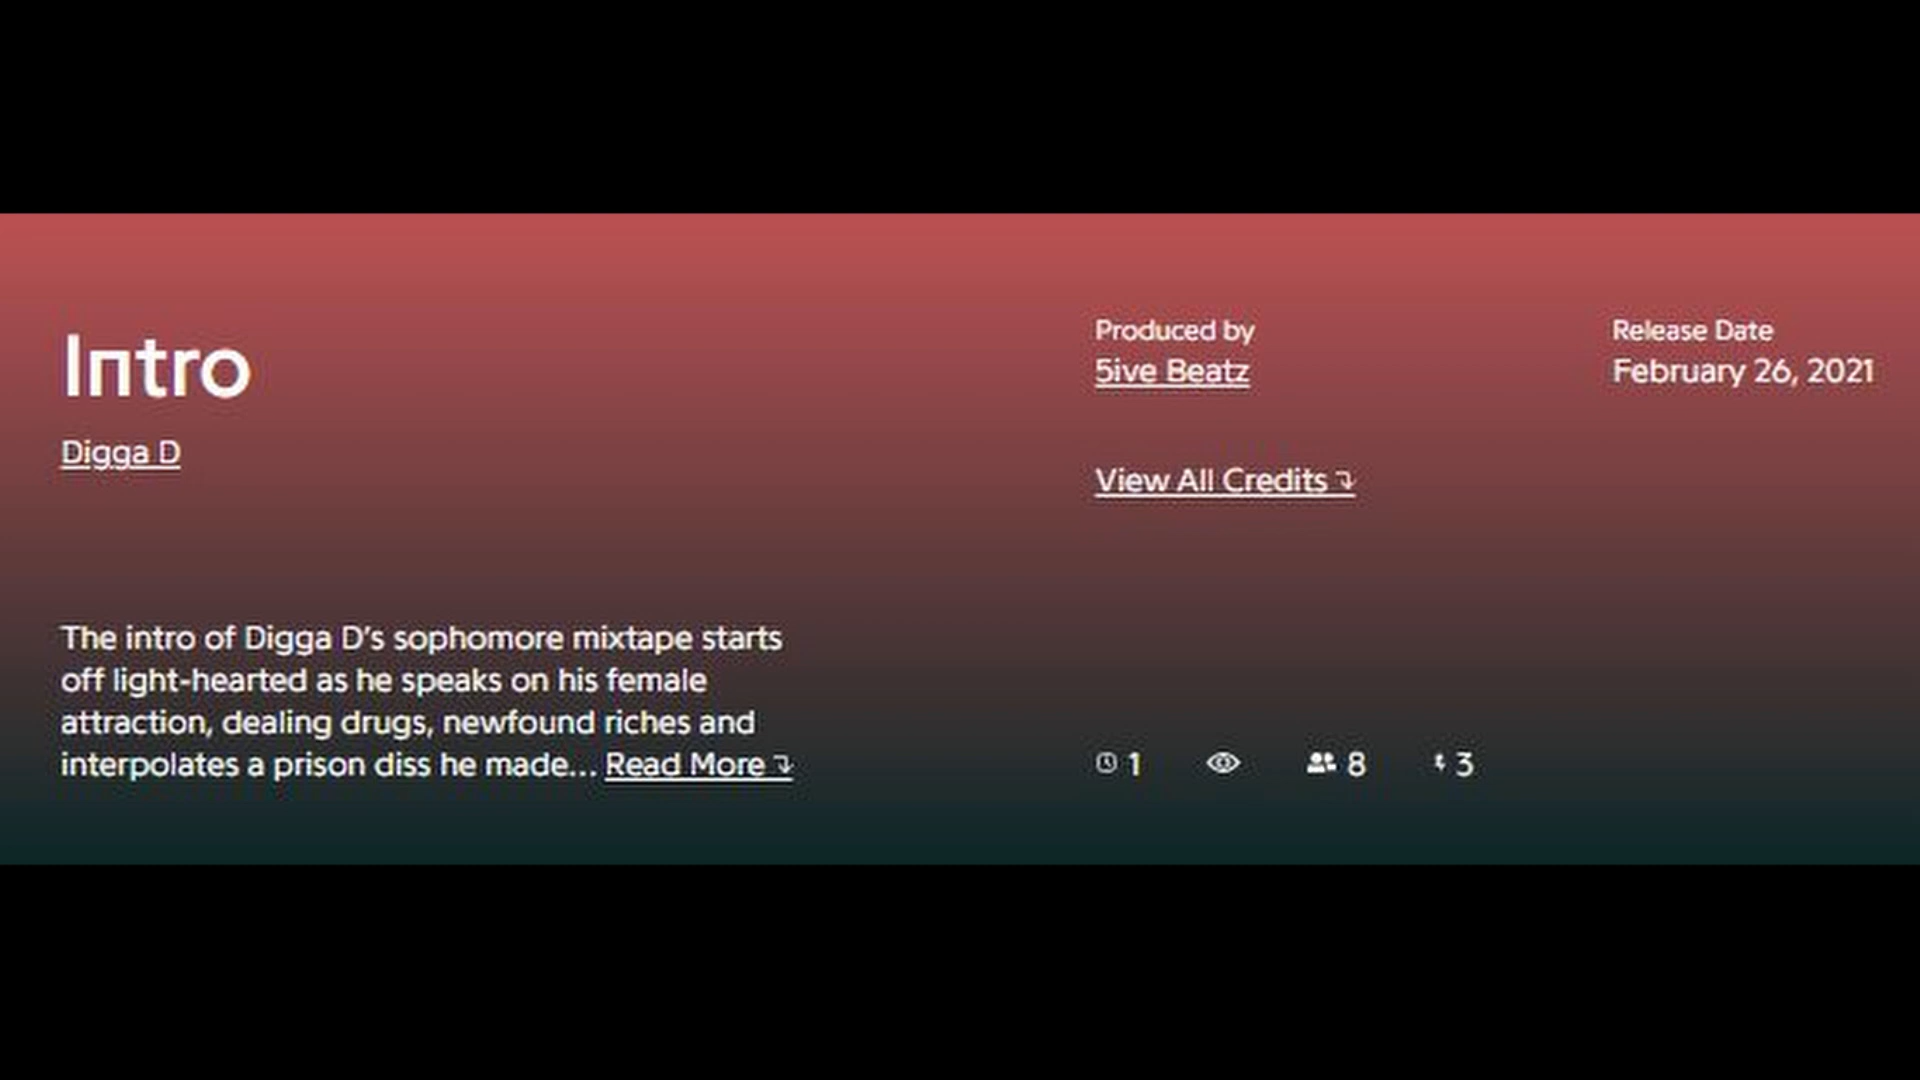 Intro
Digga D
Produced by
5ive Beatz
Release Date
February 26, 2021
View All Credits
The intro of Digga D's sophomore mixtape starts
off light-hearted as he speaks on his female
attraction, dealing drugs, newfound riches and
interpolates a prison diss he made... Read More
1
8
3